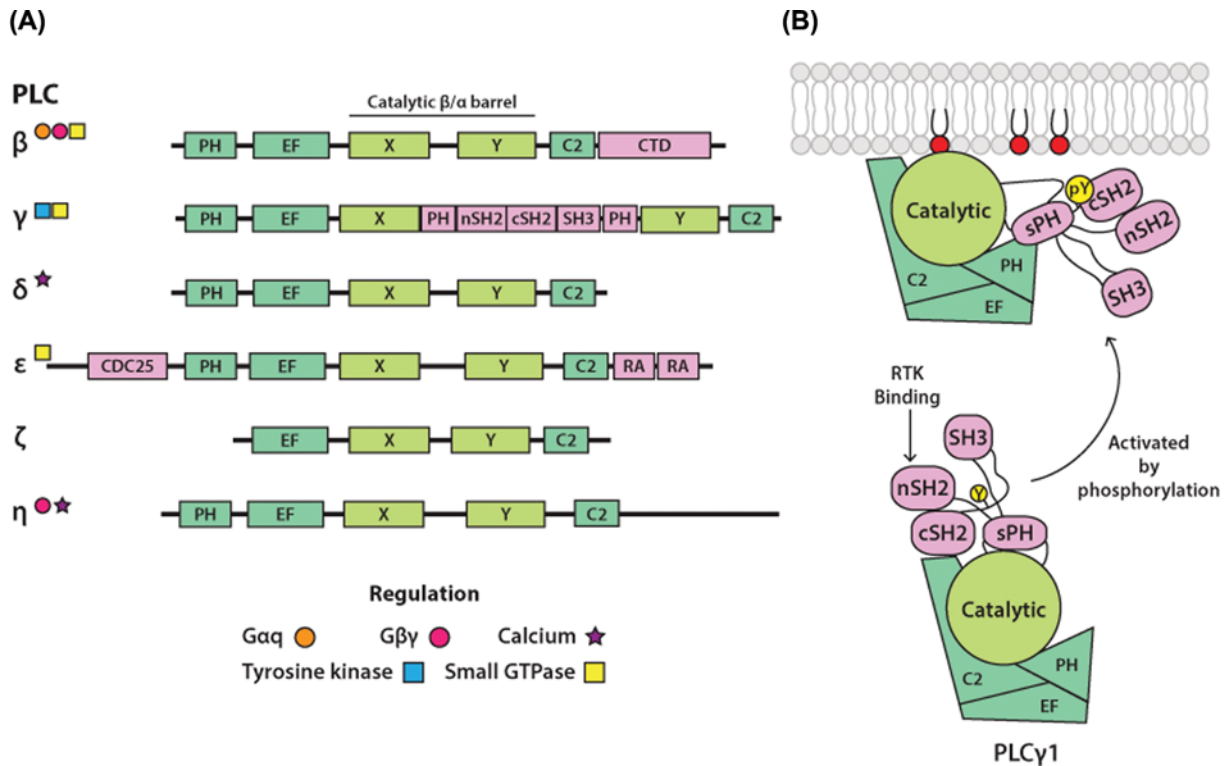 (A)
PLC
Catalytic β/α barrel
β PH EF X Y C2 CTD
γ PH EF X PH nSH2 cSH2 SH3 PH Y C2
δ PH EF X Y C2
ε CDC25 PH EF X Y C2 RA RA
ζ EF X Y C2
η PH EF X Y C2
Regulation
Gαq Gβγ Calcium
Tyrosine kinase Small GTPase
(B)
Catalytic
pY
cSH2
sPH
nSH2
C2
PH
EF
SH3
RTK
Binding
SH3
Activated
by
phosphorylation
nSH2
Y
cSH2
sPH
Catalytic
C2
PH
EF
PLCγ1